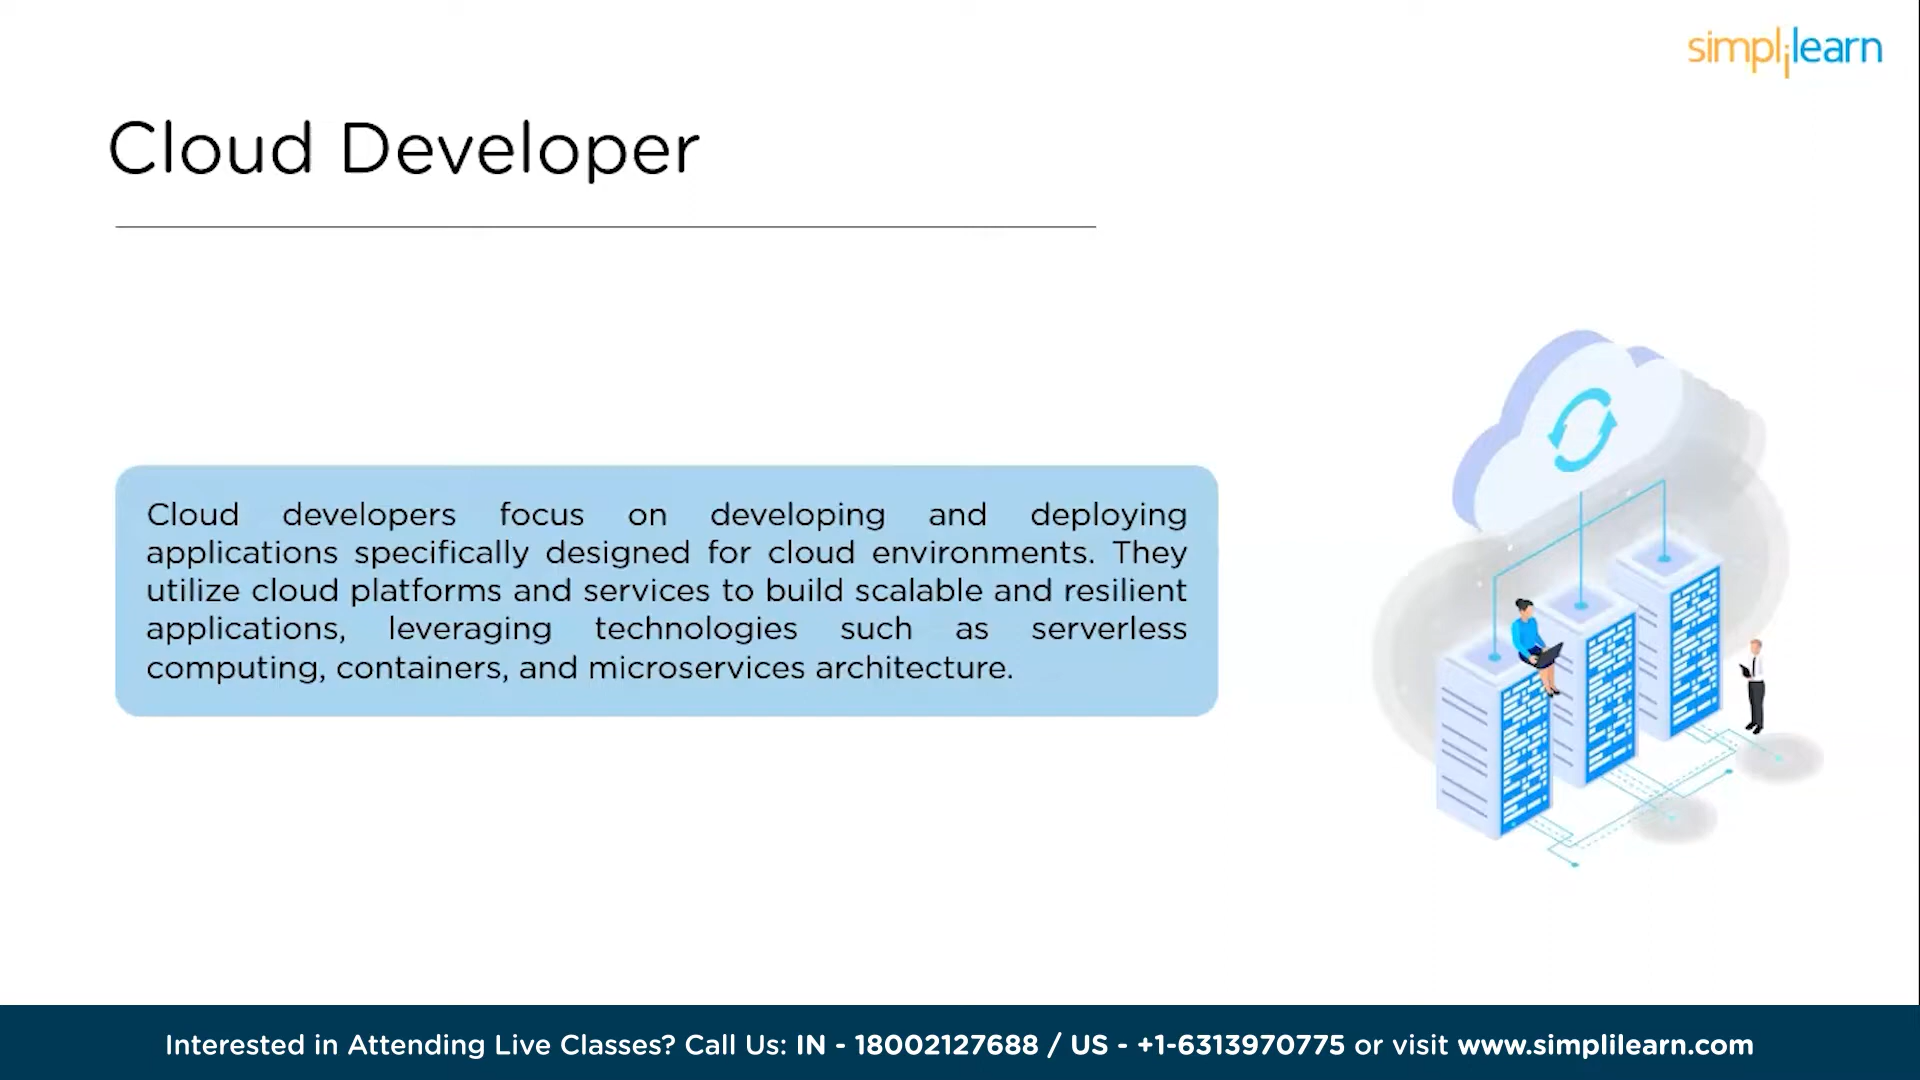 simplilearn
Cloud Developer
Cloud developers focus on developing and deploying
applications specifically designed for cloud environments. They
utilize cloud platforms and services to build scalable and resilient
applications, leveraging technologies such as serverless
computing, containers, and microservices architecture.
Interested in Attending Live Classes? Call Us: IN - 18002127688 / US - +1-6313970775 or visit www.simplilearn.com